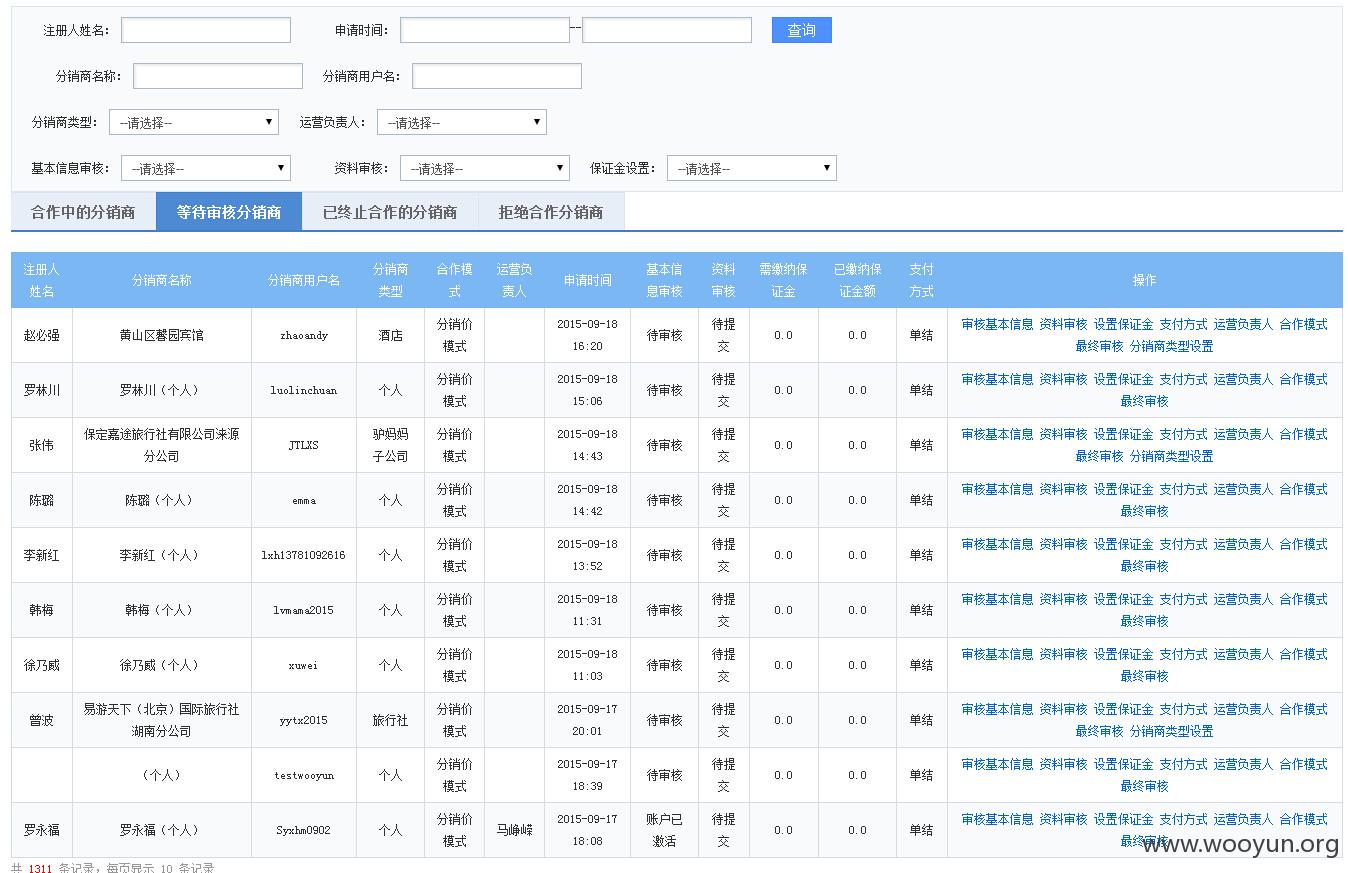 注册人姓名： 申请时间： -- 查询
分销商名称： 分销商用户名：
分销商类型： --请选择-- 运营负责人： --请选择--
基本信息审核： --请选择-- 资料审核： --请选择-- 保证金设置： --请选择--
合作中的分销商 等待审核分销商 已终止合作的分销商 拒绝合作分销商
注册人姓名 分销商名称 分销商用户名 分销商类型 合作模式 运营负责人 申请时间 基本信息审核 资料审核 需缴纳保证金 已缴纳保证金额 支付方式 操作
赵必强 黄山区馨园宾馆 zhaoandy 酒店 分销价模式 2015-09-18 16:20 待审核 待提交 0.0 0.0 单结 审核基本信息 资料审核 设置保证金 支付方式 运营负责人 合作模式 最终审核 分销商类型设置
罗林川 罗林川（个人） luolinchuan 个人 分销价模式 2015-09-18 15:06 待审核 待提交 0.0 0.0 单结 审核基本信息 资料审核 设置保证金 支付方式 运营负责人 合作模式 最终审核
张伟 保定嘉途旅行社有限公司涞源分公司 JTLXS 驴妈妈子公司 分销价模式 2015-09-18 14:43 待审核 待提交 0.0 0.0 单结 审核基本信息 资料审核 设置保证金 支付方式 运营负责人 合作模式 最终审核 分销商类型设置
陈璐 陈璐（个人） emma 个人 分销价模式 2015-09-18 14:42 待审核 待提交 0.0 0.0 单结 审核基本信息 资料审核 设置保证金 支付方式 运营负责人 合作模式 最终审核
李新红 李新红（个人） lxh13781092616 个人 分销价模式 2015-09-18 13:52 待审核 待提交 0.0 0.0 单结 审核基本信息 资料审核 设置保证金 支付方式 运营负责人 合作模式 最终审核
韩梅 韩梅（个人） lvmama2015 个人 分销价模式 2015-09-18 11:31 待审核 待提交 0.0 0.0 单结 审核基本信息 资料审核 设置保证金 支付方式 运营负责人 合作模式 最终审核
徐乃威 徐乃威（个人） xuwei 个人 分销价模式 2015-09-18 11:03 待审核 待提交 0.0 0.0 单结 审核基本信息 资料审核 设置保证金 支付方式 运营负责人 合作模式 最终审核
曾波 易游天下（北京）国际旅行社湖南分公司 yytx2015 旅行社 分销价模式 2015-09-17 20:01 待审核 待提交 0.0 0.0 单结 审核基本信息 资料审核 设置保证金 支付方式 运营负责人 合作模式 最终审核 分销商类型设置
（个人） testwooyun 个人 分销价模式 2015-09-17 18:39 待审核 待提交 0.0 0.0 单结 审核基本信息 资料审核 设置保证金 支付方式 运营负责人 合作模式 最终审核
罗永福 罗永福（个人） Syxhm0902 个人 分销价模式 马峥嵘 2015-09-17 18:08 账户已激活 待提交 0.0 0.0 单结 审核基本信息 资料审核 设置保证金 支付方式 运营负责人 合作模式 最终审核
www.wooyun.org
共 1311 条记录，每页显示 10 条记录